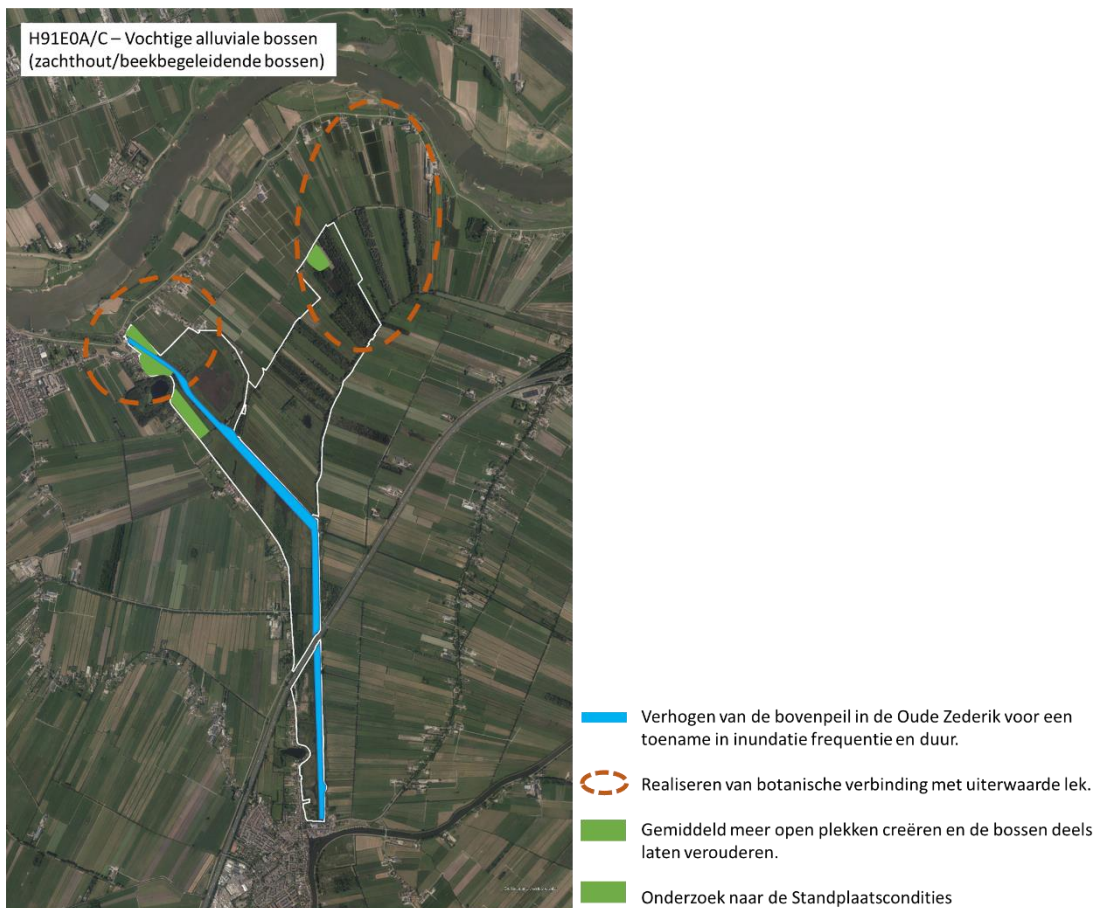 H91E0A/C – Vochtige alluviale bossen
(zachthout/beekbegeleidende bossen)
Verhogen van de bovenpeil in de Oude Zederik voor een
toename in inundatie frequentie en duur.
Realiseren van botanische verbinding met uiterwaarde lek.
Gemiddeld meer open plekken creëren en de bossen deels
laten verouderen.
Onderzoek naar de Standplaatscondities